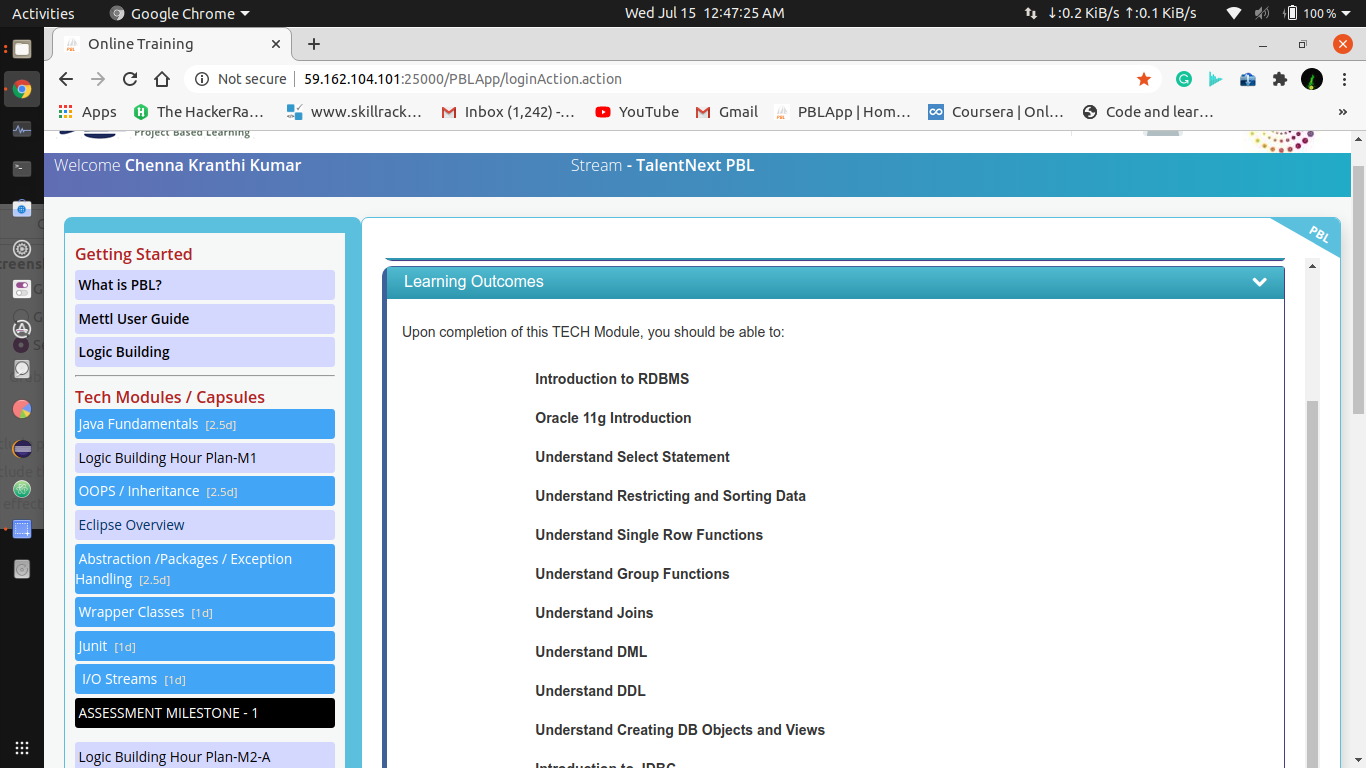 Activities
Google Chrome
Wed Jul 15 12:47:25 AM
↓:0.2 KiB/s ↑:0.1 KiB/s
100 %
Online Training
Not secure
59.162.104.101:25000/PBLApp/loginAction.action
Apps
The HackerRa...
www.skillrack...
Inbox (1,242) -...
YouTube
Gmail
PBLApp | Hom...
Coursera | Onl...
Code and lear...
»
Project Based Learning
Welcome Chenna Kranthi Kumar
Stream - TalentNext PBL
PBL
Getting Started
What is PBL?
Mettl User Guide
Logic Building
Tech Modules / Capsules
Java Fundamentals [2.5d]
Logic Building Hour Plan-M1
OOPS / Inheritance [2.5d]
Eclipse Overview
Abstraction /Packages / Exception
Handling [2.5d]
Wrapper Classes [1d]
Junit [1d]
I/O Streams [1d]
ASSESSMENT MILESTONE - 1
Logic Building Hour Plan-M2-A
Learning Outcomes
Upon completion of this TECH Module, you should be able to:
Introduction to RDBMS
Oracle 11g Introduction
Understand Select Statement
Understand Restricting and Sorting Data
Understand Single Row Functions
Understand Group Functions
Understand Joins
Understand DML
Understand DDL
Understand Creating DB Objects and Views
Introduction to JDBC